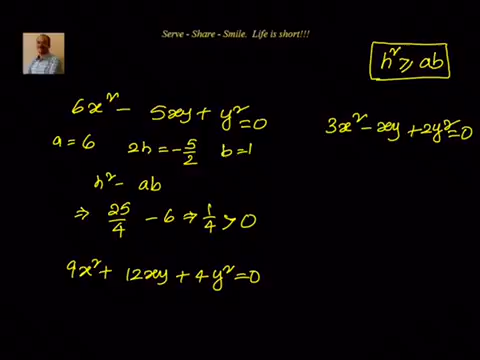 Serve - Share - Smile. Life is short!!!
h² ≥ ab
6x² - 5xy + y² = 0
3x² - xy + 2y² = 0
a = 6 2h = -5/2 b = 1
h² - ab
⇒ 25/4 - 6 ⇒ 1/4 > 0
9x² + 12xy + 4y² = 0